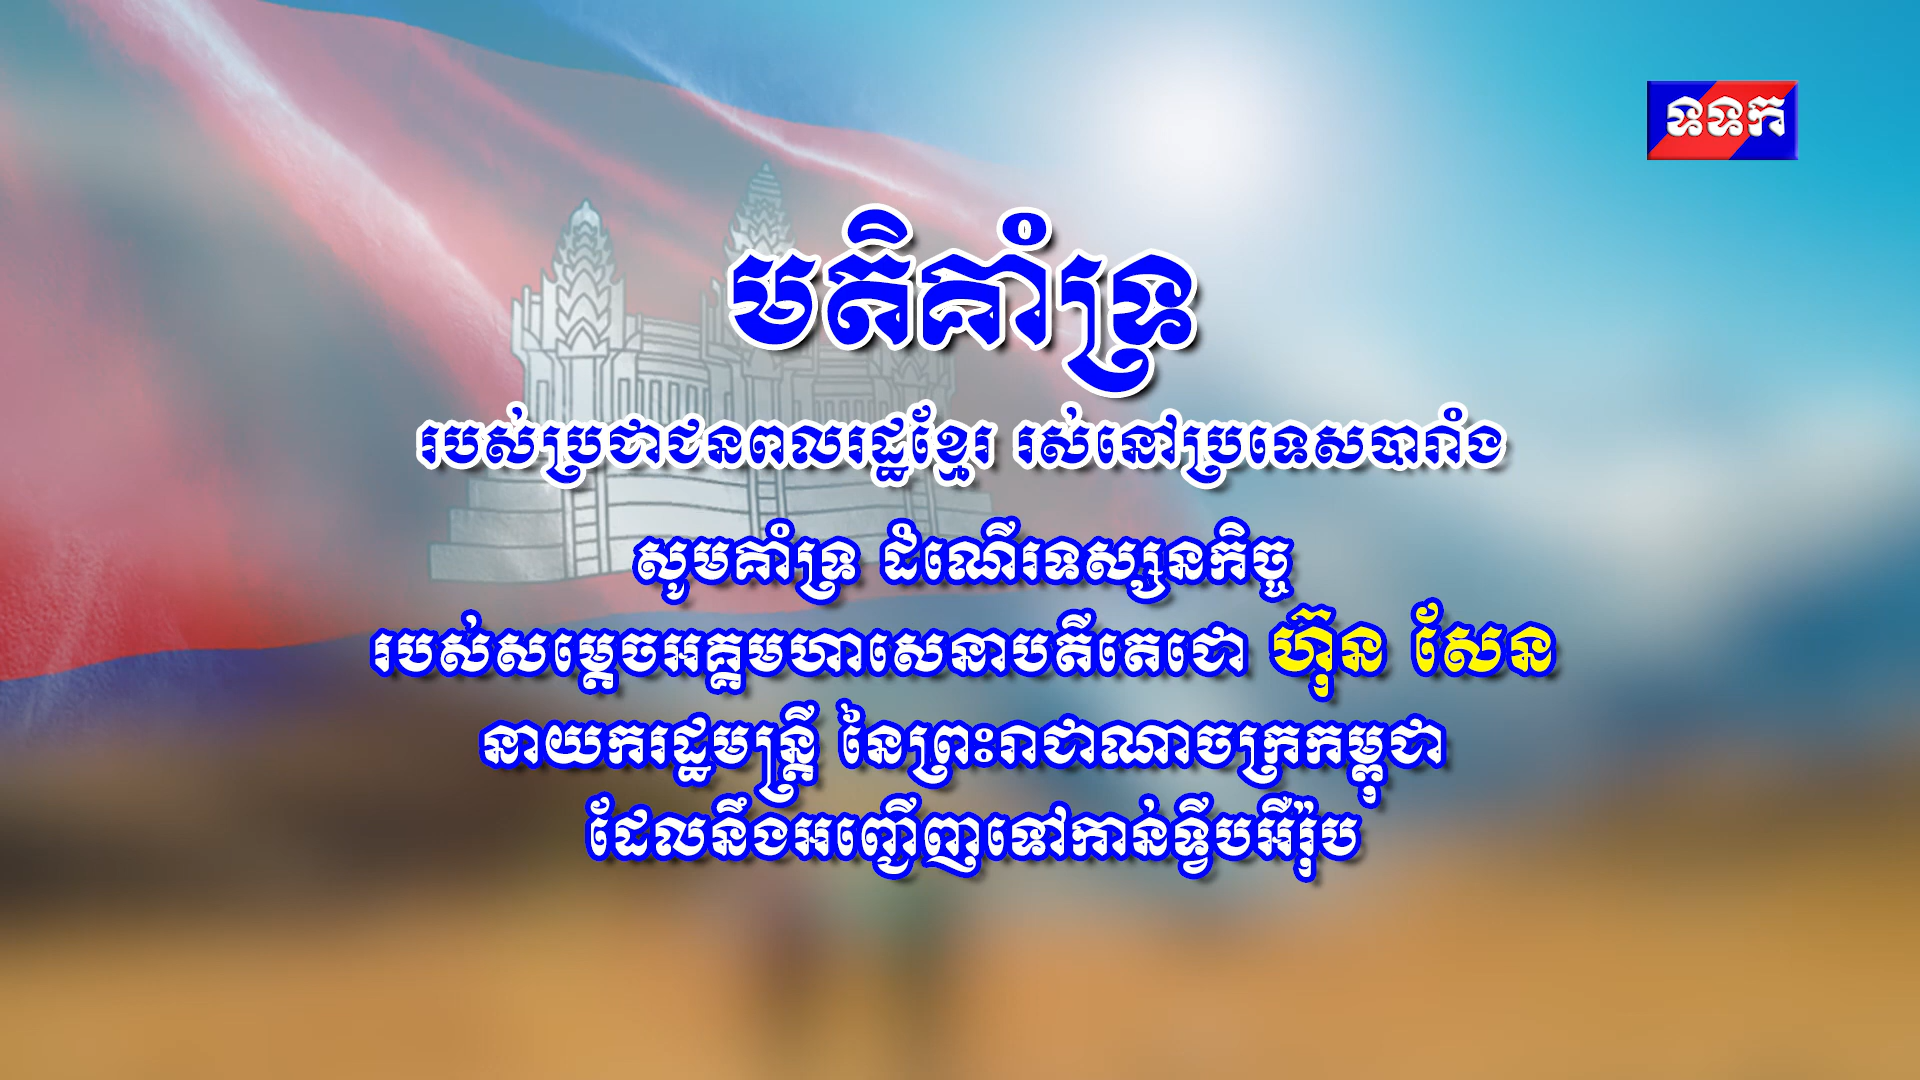 ទទក
មតិគាំទ្រ
របស់ប្រជាជនពលរដ្ឋខ្មែរ រស់នៅប្រទេសបារាំង
សូមគាំទ្រ ដំណើរទស្សនកិច្ច
របស់សម្តេចអគ្គមហាសេនាបតីតេជោ ហ៊ុន សែន
នាយករដ្ឋមន្ត្រី នៃព្រះរាជាណាចក្រកម្ពុជា
ដែលនឹងអញ្ជើញទៅកាន់ទ្វីបអឺរ៉ុប